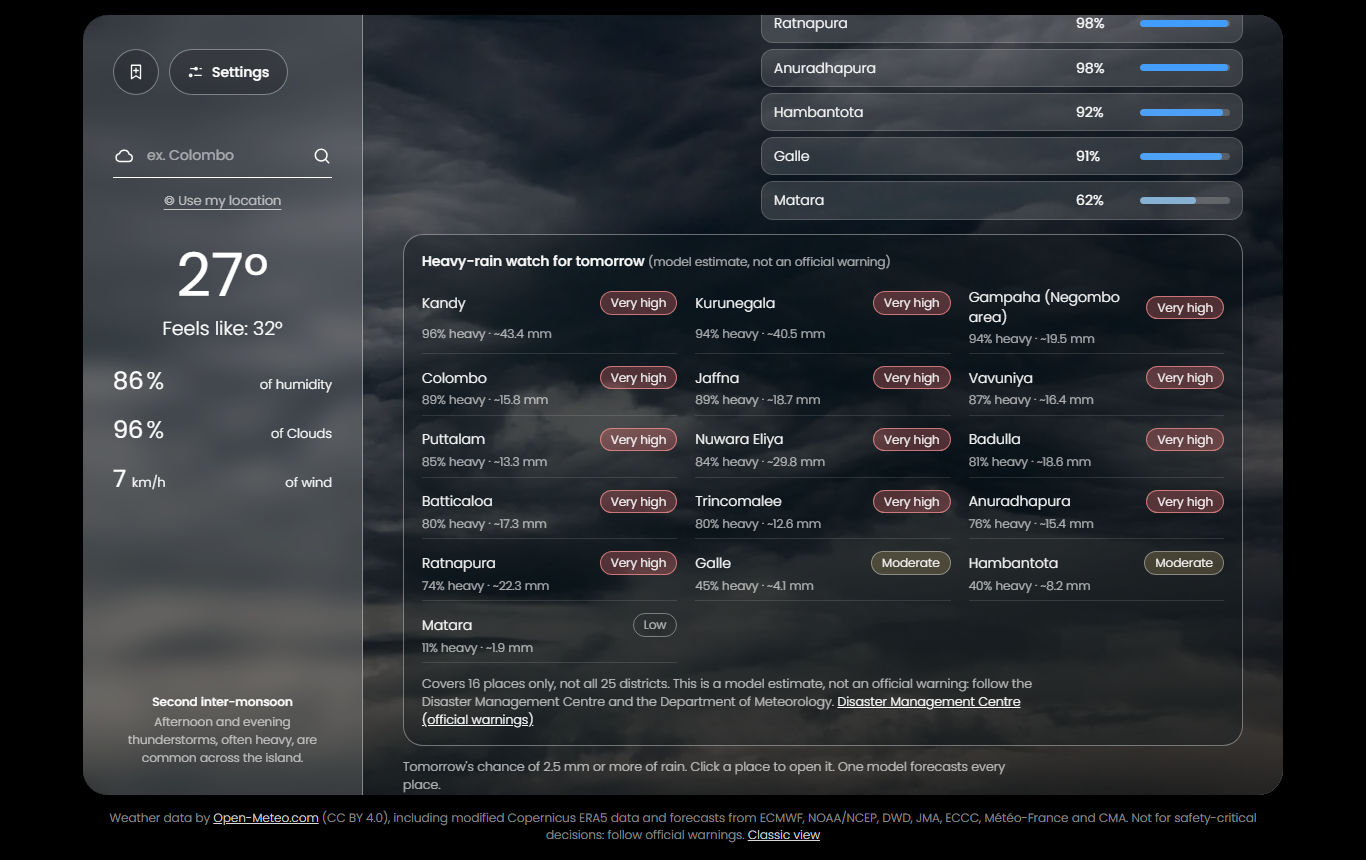 Settings
ex. Colombo
Use my location
27°
Feels like: 32°
86 % of humidity
96 % of Clouds
7 km/h of wind
Second inter-monsoon
Afternoon and evening
thunderstorms, often heavy, are
common across the island.
Ratnapura 98%
Anuradhapura 98%
Hambantota 92%
Galle 91%
Matara 62%
Heavy-rain watch for tomorrow (model estimate, not an official warning)
Kandy Very high
96% heavy · ~43.4 mm
Kurunegala Very high
94% heavy · ~40.5 mm
Gampaha (Negombo
area) Very high
94% heavy · ~19.5 mm
Colombo Very high
89% heavy · ~15.8 mm
Jaffna Very high
89% heavy · ~18.7 mm
Vavuniya Very high
87% heavy · ~16.4 mm
Puttalam Very high
85% heavy · ~13.3 mm
Nuwara Eliya Very high
84% heavy · ~29.8 mm
Badulla Very high
81% heavy · ~18.6 mm
Batticaloa Very high
80% heavy · ~17.3 mm
Trincomalee Very high
80% heavy · ~12.6 mm
Anuradhapura Very high
76% heavy · ~15.4 mm
Ratnapura Very high
74% heavy · ~22.3 mm
Galle Moderate
45% heavy · ~4.1 mm
Hambantota Moderate
40% heavy · ~8.2 mm
Matara Low
11% heavy · ~1.9 mm
Covers 16 places only, not all 25 districts. This is a model estimate, not an official warning: follow the
Disaster Management Centre and the Department of Meteorology. Disaster Management Centre
(official warnings)
Tomorrow's chance of 2.5 mm or more of rain. Click a place to open it. One model forecasts every
place.
Weather data by Open-Meteo.com (CC BY 4.0), including modified Copernicus ERA5 data and forecasts from ECMWF, NOAA/NCEP, DWD, JMA, ECCC, Météo-France and CMA. Not for safety-critical
decisions: follow official warnings. Classic view